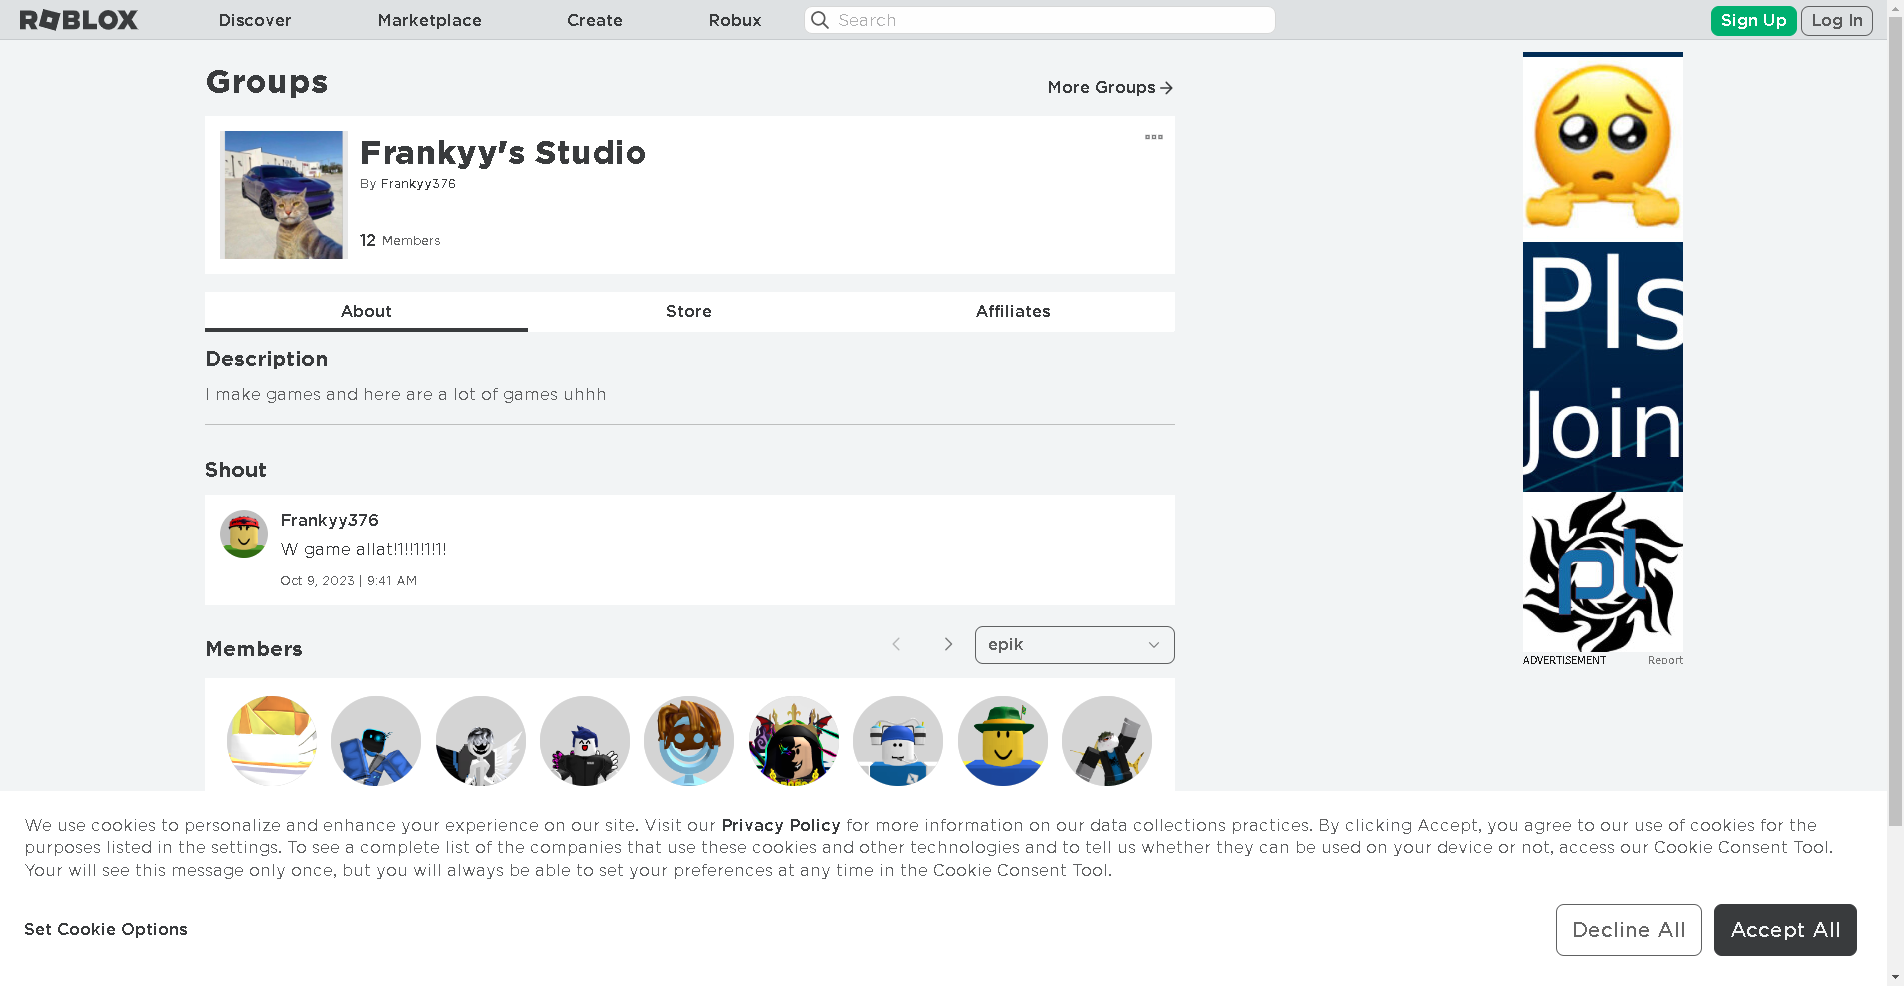 ROBLOX Discover Marketplace Create Robux Search Sign Up Log In
Groups
More Groups
Frankyy's Studio
By Frankyy376
12 Members
About Store Affiliates
Description
I make games and here are a lot of games uhhh
Shout
Frankyy376
W game allat!1!!1!1!1!
Oct 9, 2023 | 9:41 AM
Members
epik
Pls
Join
pl
ADVERTISEMENT Report
We use cookies to personalize and enhance your experience on our site. Visit our Privacy Policy for more information on our data collections practices. By clicking Accept, you agree to our use of cookies for the
purposes listed in the settings. To see a complete list of the companies that use these cookies and other technologies and to tell us whether they can be used on your device or not, access our Cookie Consent Tool.
Your will see this message only once, but you will always be able to set your preferences at any time in the Cookie Consent Tool.
Set Cookie Options
Decline All Accept All